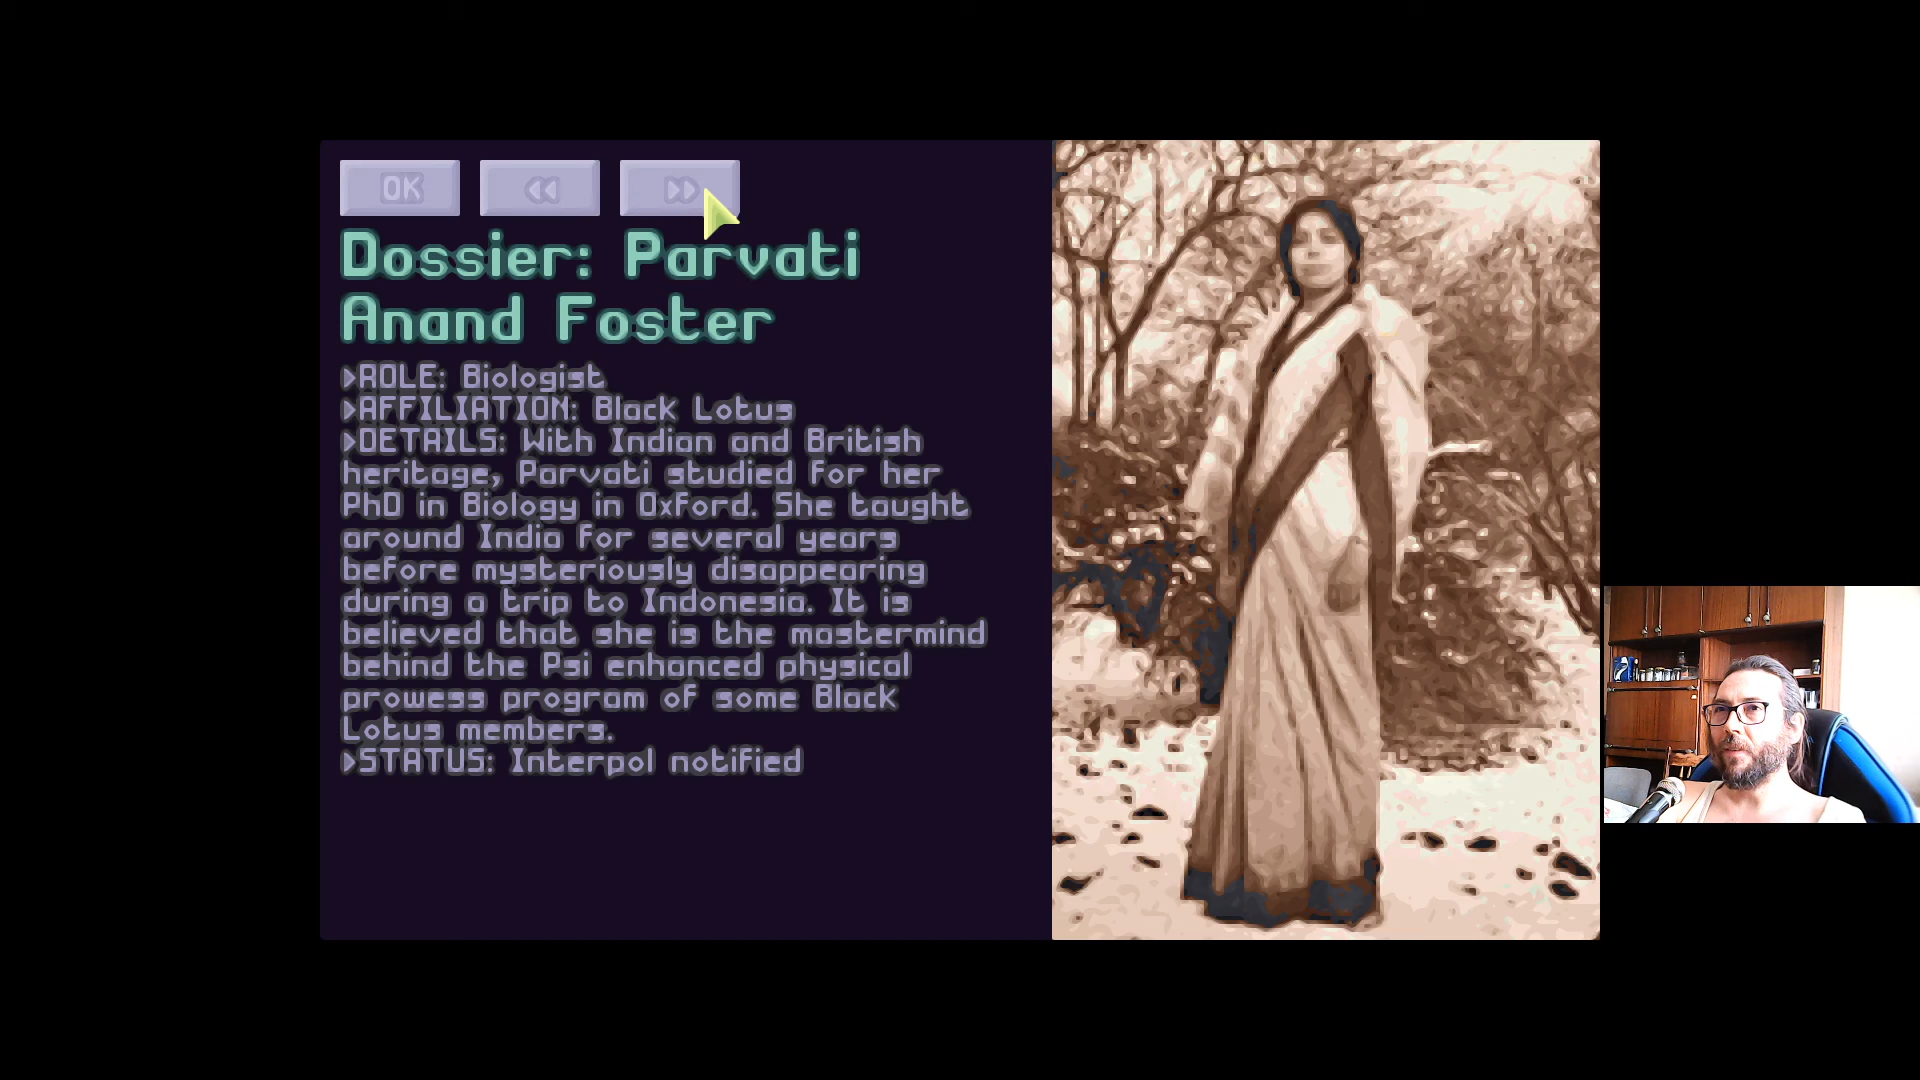 OK
Dossier: Parvati
Anand Foster
>ROLE: Biologist
>AFFILIATION: Black Lotus
>DETAILS: With Indian and British
heritage, Parvati studied for her
PhD in Biology in Oxford. She taught
around India for several years
before mysteriously disappearing
during a trip to Indonesia. It is
believed that she is the mastermind
behind the Psi enhanced physical
prowess program of some Black
Lotus members.
>STATUS: Interpol notified